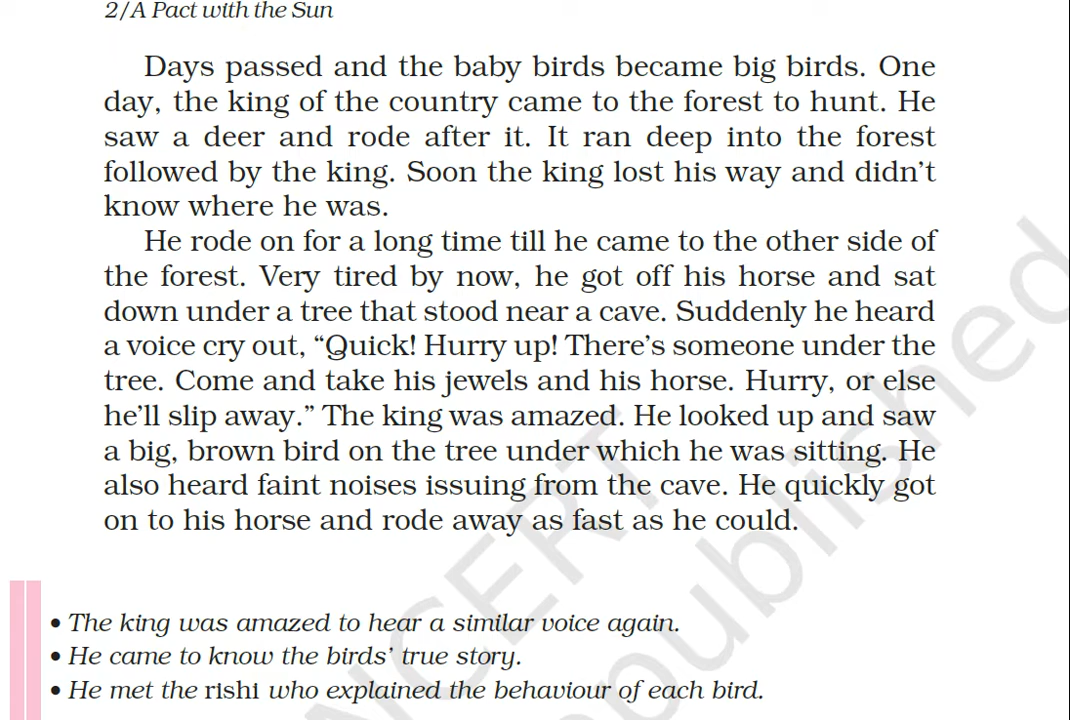 2/A Pact with the Sun
Days passed and the baby birds became big birds. One
day, the king of the country came to the forest to hunt. He
saw a deer and rode after it. It ran deep into the forest
followed by the king. Soon the king lost his way and didn’t
know where he was.
He rode on for a long time till he came to the other side of
the forest. Very tired by now, he got off his horse and sat
down under a tree that stood near a cave. Suddenly he heard
a voice cry out, “Quick! Hurry up! There’s someone under the
tree. Come and take his jewels and his horse. Hurry, or else
he’ll slip away.” The king was amazed. He looked up and saw
a big, brown bird on the tree under which he was sitting. He
also heard faint noises issuing from the cave. He quickly got
on to his horse and rode away as fast as he could.
• The king was amazed to hear a similar voice again.
• He came to know the birds’ true story.
• He met the rishi who explained the behaviour of each bird.
NCERT
republished